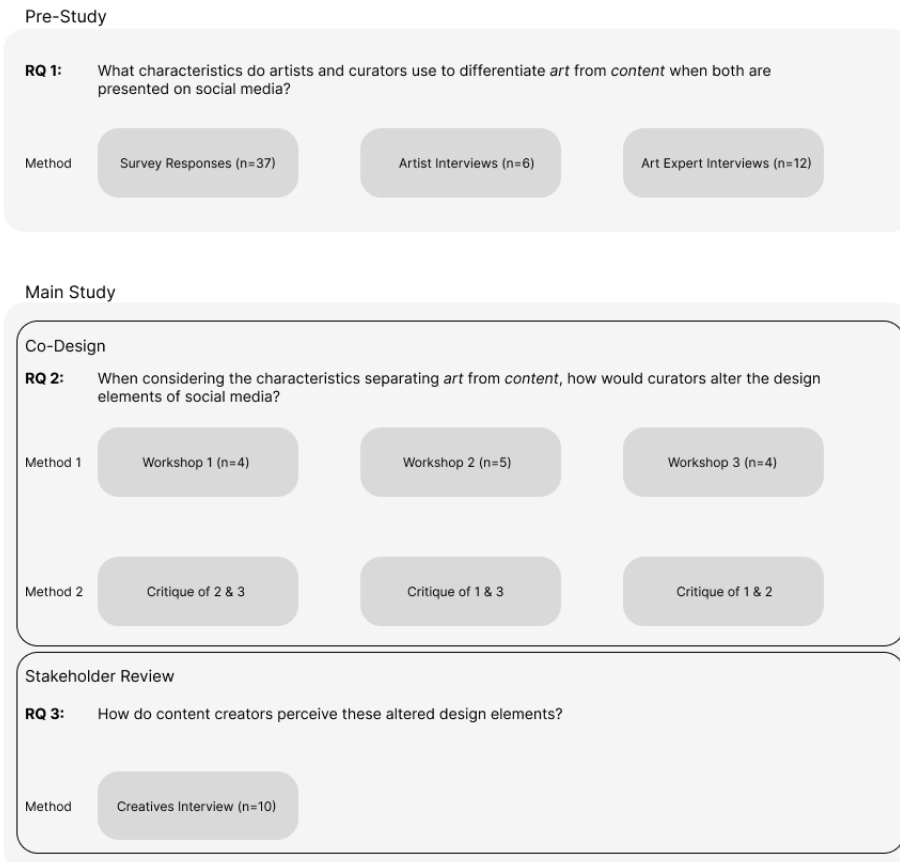 Pre-Study
RQ 1: What characteristics do artists and curators use to differentiate art from content when both are
presented on social media?
Method Survey Responses (n=37) Artist Interviews (n=6) Art Expert Interviews (n=12)
Main Study
Co-Design
RQ 2: When considering the characteristics separating art from content, how would curators alter the design
elements of social media?
Method 1 Workshop 1 (n=4) Workshop 2 (n=5) Workshop 3 (n=4)
Method 2 Critique of 2 & 3 Critique of 1 & 3 Critique of 1 & 2
Stakeholder Review
RQ 3: How do content creators perceive these altered design elements?
Method Creatives Interview (n=10)